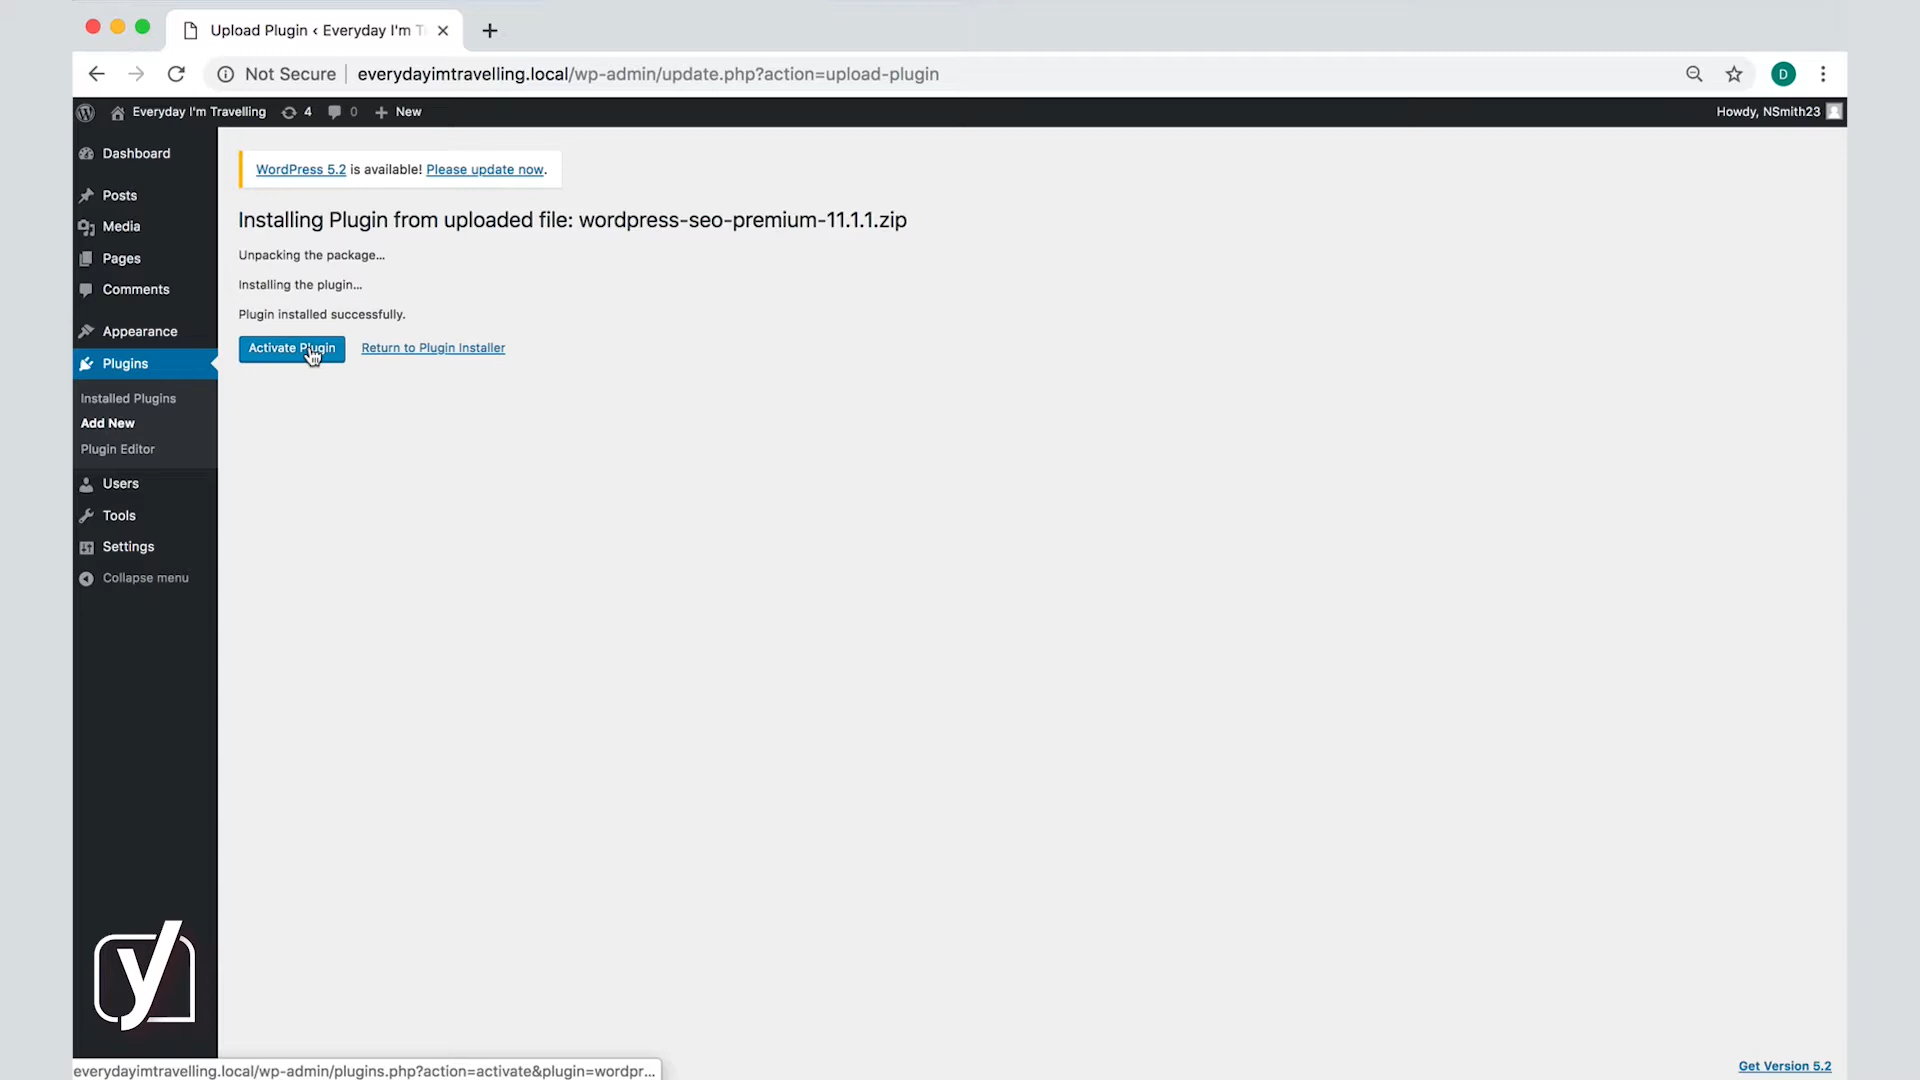 Upload Plugin ‹ Everyday I'm T
Not Secure everydayimtravelling.local/wp-admin/update.php?action=upload-plugin
D
Everyday I'm Travelling 4 0 New
Howdy, NSmith23
Dashboard
Posts
Media
Pages
Comments
Appearance
Plugins
Installed Plugins
Add New
Plugin Editor
Users
Tools
Settings
Collapse menu
WordPress 5.2 is available! Please update now.
Installing Plugin from uploaded file: wordpress-seo-premium-11.1.1.zip
Unpacking the package...
Installing the plugin...
Plugin installed successfully.
Activate Plugin Return to Plugin Installer
y
everydayimtravelling.local/wp-admin/plugins.php?action=activate&plugin=wordpr...
Get Version 5.2